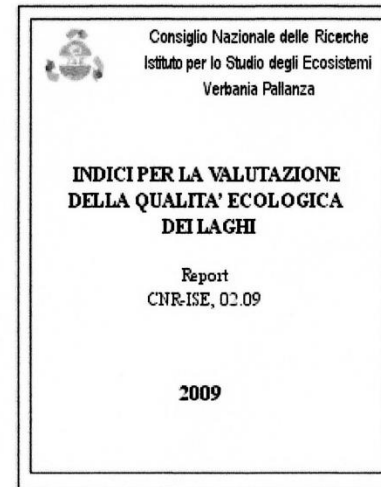 Consiglio Nazionale delle Ricerche
Istituto per lo Studio degli Ecosistemi
Verbania Pallanza
INDICI PER LA VALUTAZIONE
DELLA QUALITA' ECOLOGICA
DEI LAGHI
Report
CNR-ISE, 02.09
2009